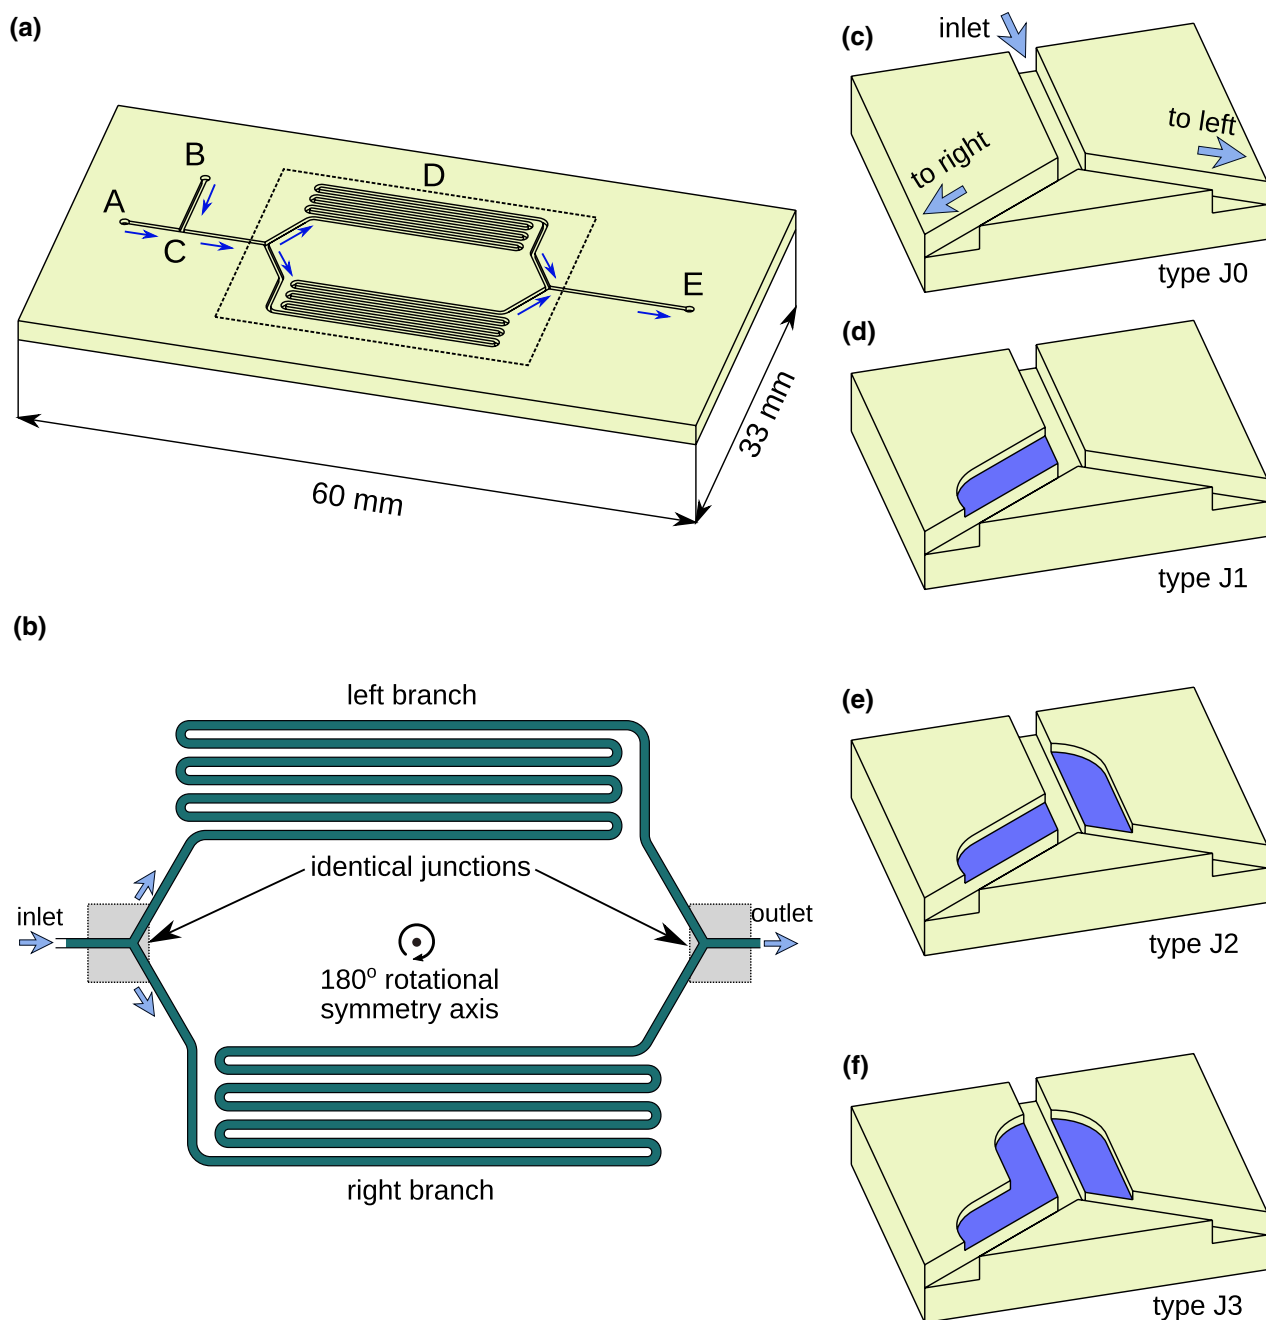 (a)
A
B
C
D
E
60 mm
33 mm
(b)
left branch
identical junctions
inlet
outlet
180° rotational
symmetry axis
right branch
(c)
inlet
to right
to left
type J0
(d)
type J1
(e)
type J2
(f)
type J3